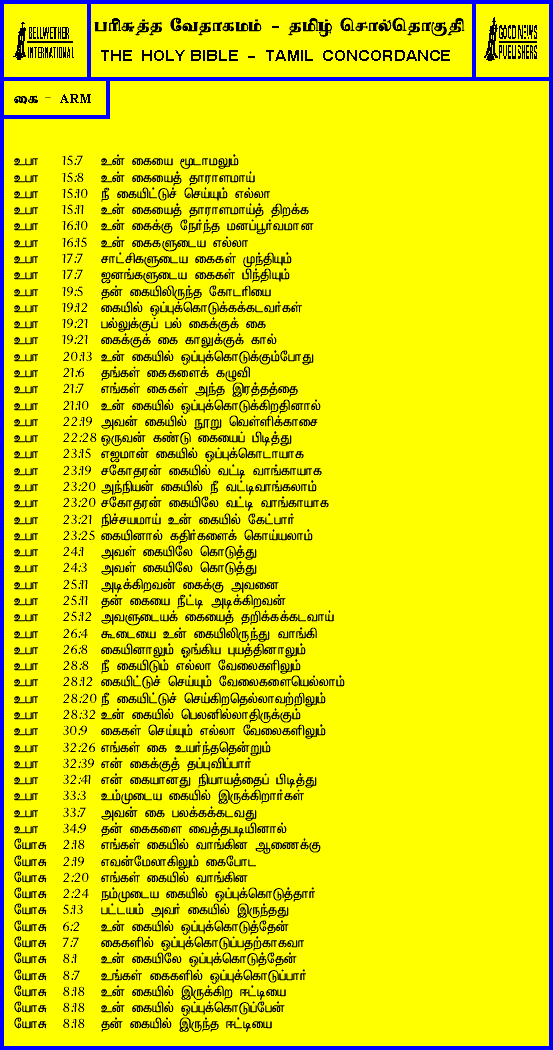 BELLWETHER
INTERNATIONAL
பரிசுத்த வேதாகமம் - தமிழ் சொல்தொகுதி
THE HOLY BIBLE - TAMIL CONCORDANCE
GOOD NEWS
PUBLISHERS
கை - ARM
உபா 15:7 உன் கையை மூடாமலும்
உபா 15:8 உன் கையைத் தாராளமாய்
உபா 15:10 நீ கையிட்டுச் செய்யும் எல்லா
உபா 15:11 உன் கையைத் தாராளமாய்த் திறக்க
உபா 16:10 உன் கைக்கு நேர்ந்த மனப்பூர்வமான
உபா 16:15 உன் கைகளுடைய எல்லா
உபா 17:7 சாட்சிகளுடைய கைகள் முந்தியும்
உபா 17:7 ஜனங்களுடைய கைகள் பிந்தியும்
உபா 19:5 தன் கையிலிருந்த கோடரியை
உபா 19:12 கையில் ஒப்புக்கொடுக்கக்கடவர்கள்
உபா 19:21 பல்லுக்குப் பல் கைக்குக் கை
உபா 19:21 கைக்குக் கை காலுக்குக் கால்
உபா 20:13 உன் கையில் ஒப்புக்கொடுக்கும்போது
உபா 21:6 தங்கள் கைகளைக் கழுவி
உபா 21:7 எங்கள் கைகள் அந்த இரத்தத்தை
உபா 21:10 உன் கையில் ஒப்புக்கொடுக்கிறதினால்
உபா 22:19 அவன் கையில் நூறு வெள்ளிக்காசை
உபா 22:28 ஒருவன் கண்டு கையைப் பிடித்து
உபா 23:15 எஜமான் கையில் ஒப்புக்கொடாயாக
உபா 23:19 சகோதரன் கையில் வட்டி வாங்காயாக
உபா 23:20 அந்நியன் கையில் நீ வட்டிவாங்கலாம்
உபா 23:20 சகோதரன் கையிலே வட்டி வாங்காயாக
உபா 23:21 நிச்சயமாய் உன் கையில் கேட்பார்
உபா 23:25 கையினால் கதிர்களைக் கொய்யலாம்
உபா 24:1 அவள் கையிலே கொடுத்து
உபா 24:3 அவள் கையிலே கொடுத்து
உபா 25:11 அடிக்கிறவன் கைக்கு அவனை
உபா 25:11 தன் கையை நீட்டி அடிக்கிறவன்
உபா 25:12 அவளுடையக் கையைத் தறிக்கக்கடவாய்
உபா 26:4 கூடையை உன் கையிலிருந்து வாங்கி
உபா 26:8 கையினாலும் ஓங்கிய புயத்தினாலும்
உபா 28:8 நீ கையிடும் எல்லா வேலைகளிலும்
உபா 28:12 கையிட்டுச் செய்யும் வேலைகளையெல்லாம்
உபா 28:20 நீ கையிட்டுச் செய்கிறதெல்லாவற்றிலும்
உபா 28:32 உன் கையில் பெலனில்லாதிருக்கும்
உபா 30:9 கைகள் செய்யும் எல்லா வேலைகளிலும்
உபா 32:26 எங்கள் கை உயர்ந்ததென்றும்
உபா 32:39 என் கைக்குத் தப்புவிப்பார்
உபா 32:41 என் கையானது நியாயத்தைப் பிடித்து
உபா 33:3 உம்முடைய கையில் இருக்கிறார்கள்
உபா 33:7 அவன் கை பலக்கக்கடவது
உபா 34:9 தன் கைகளை வைத்தபடியினால்
யோசு 2:18 எங்கள் கையில் வாங்கின ஆணைக்கு
யோசு 2:19 எவன்மேலாகிலும் கைபோட
யோசு 2:20 எங்கள் கையில் வாங்கின
யோசு 2:24 நம்முடைய கையில் ஒப்புக்கொடுத்தார்
யோசு 5:13 பட்டயம் அவர் கையில் இருந்தது
யோசு 6:2 உன் கையில் ஒப்புக்கொடுத்தேன்
யோசு 7:7 கைகளில் ஒப்புக்கொடுப்பதற்காகவா
யோசு 8:1 உன் கையிலே ஒப்புக்கொடுத்தேன்
யோசு 8:7 உங்கள் கைகளில் ஒப்புக்கொடுப்பார்
யோசு 8:18 உன் கையில் இருக்கிற ஈட்டியை
யோசு 8:18 உன் கையில் ஒப்புக்கொடுப்பேன்
யோசு 8:18 தன் கையில் இருந்த ஈட்டியை